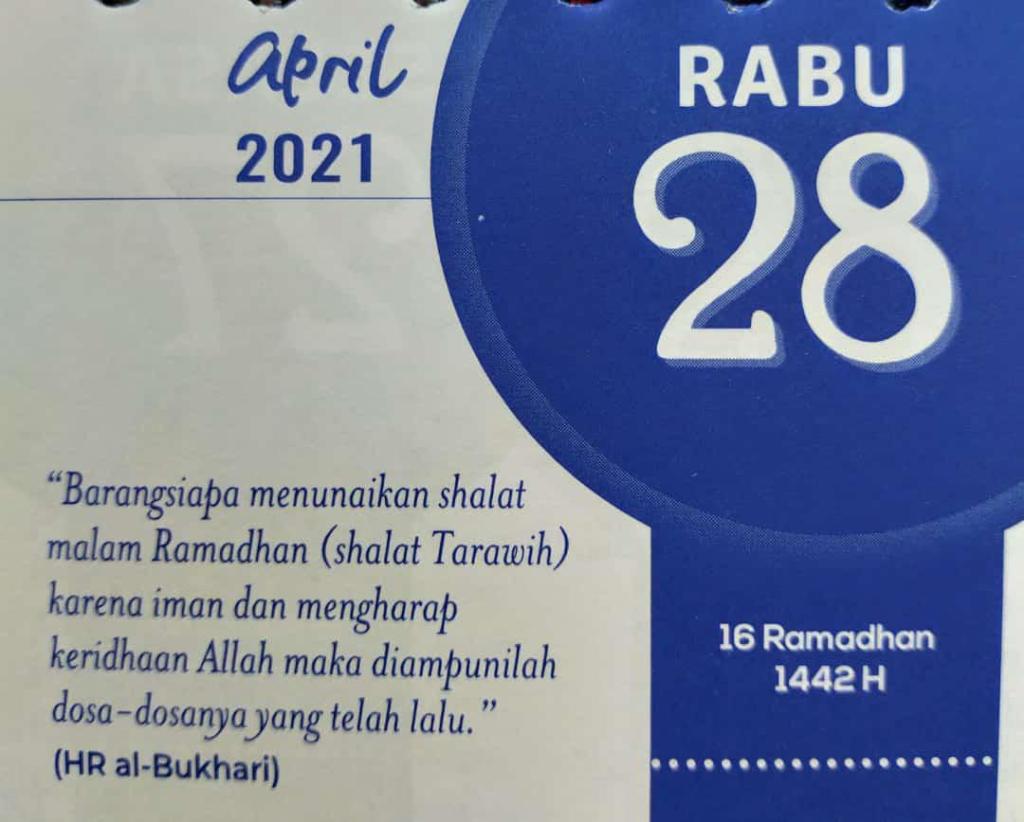 April
2021
RABU
28
"Barangsiapa menunaikan shalat
malam Ramadhan (shalat Tarawih)
karena iman dan mengharap
keridhaan Allah maka diampunilah
dosa-dosanya yang telah lalu."
(HR al-Bukhari)
16 Ramadhan
1442 H